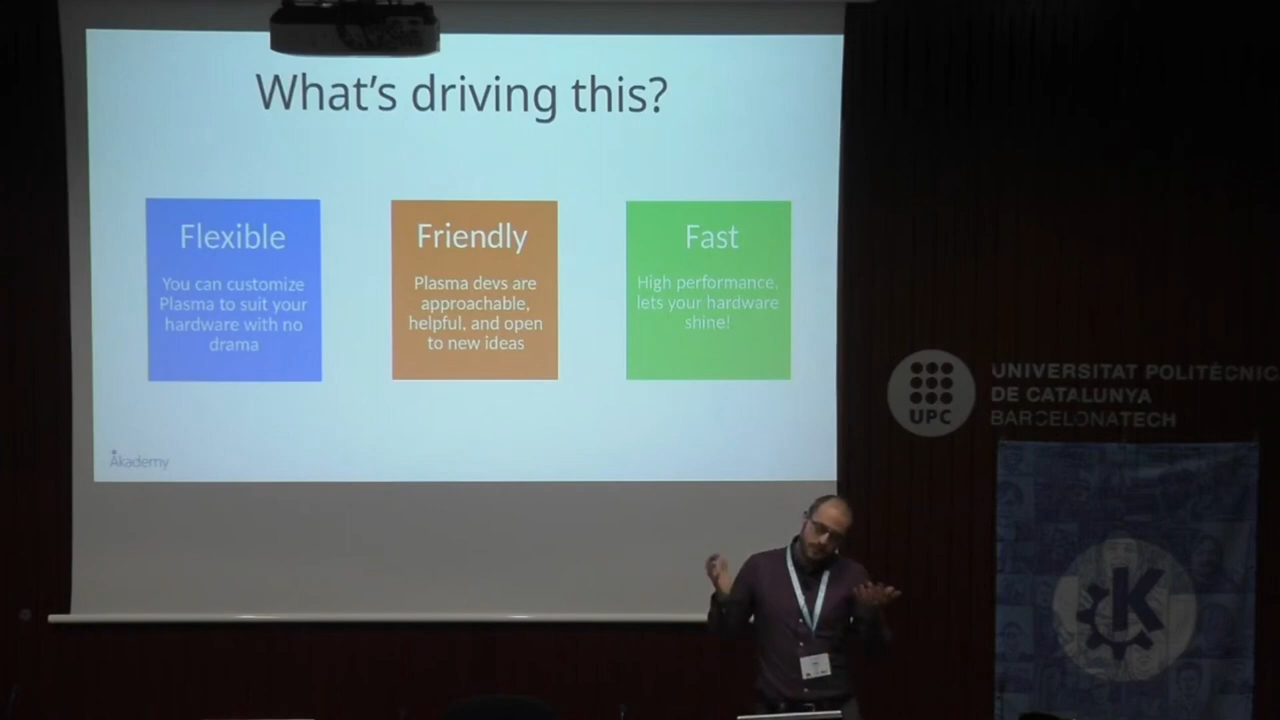 What's driving this?
Flexible
You can customize
Plasma to suit your
hardware with no
drama
Friendly
Plasma devs are
approachable,
helpful, and open
to new ideas
Fast
High performance,
lets your hardware
shine!
Akademy
UPC
UNIVERSITAT POLITÈCNIC
DE CATALUNYA
BARCELONATECH
K